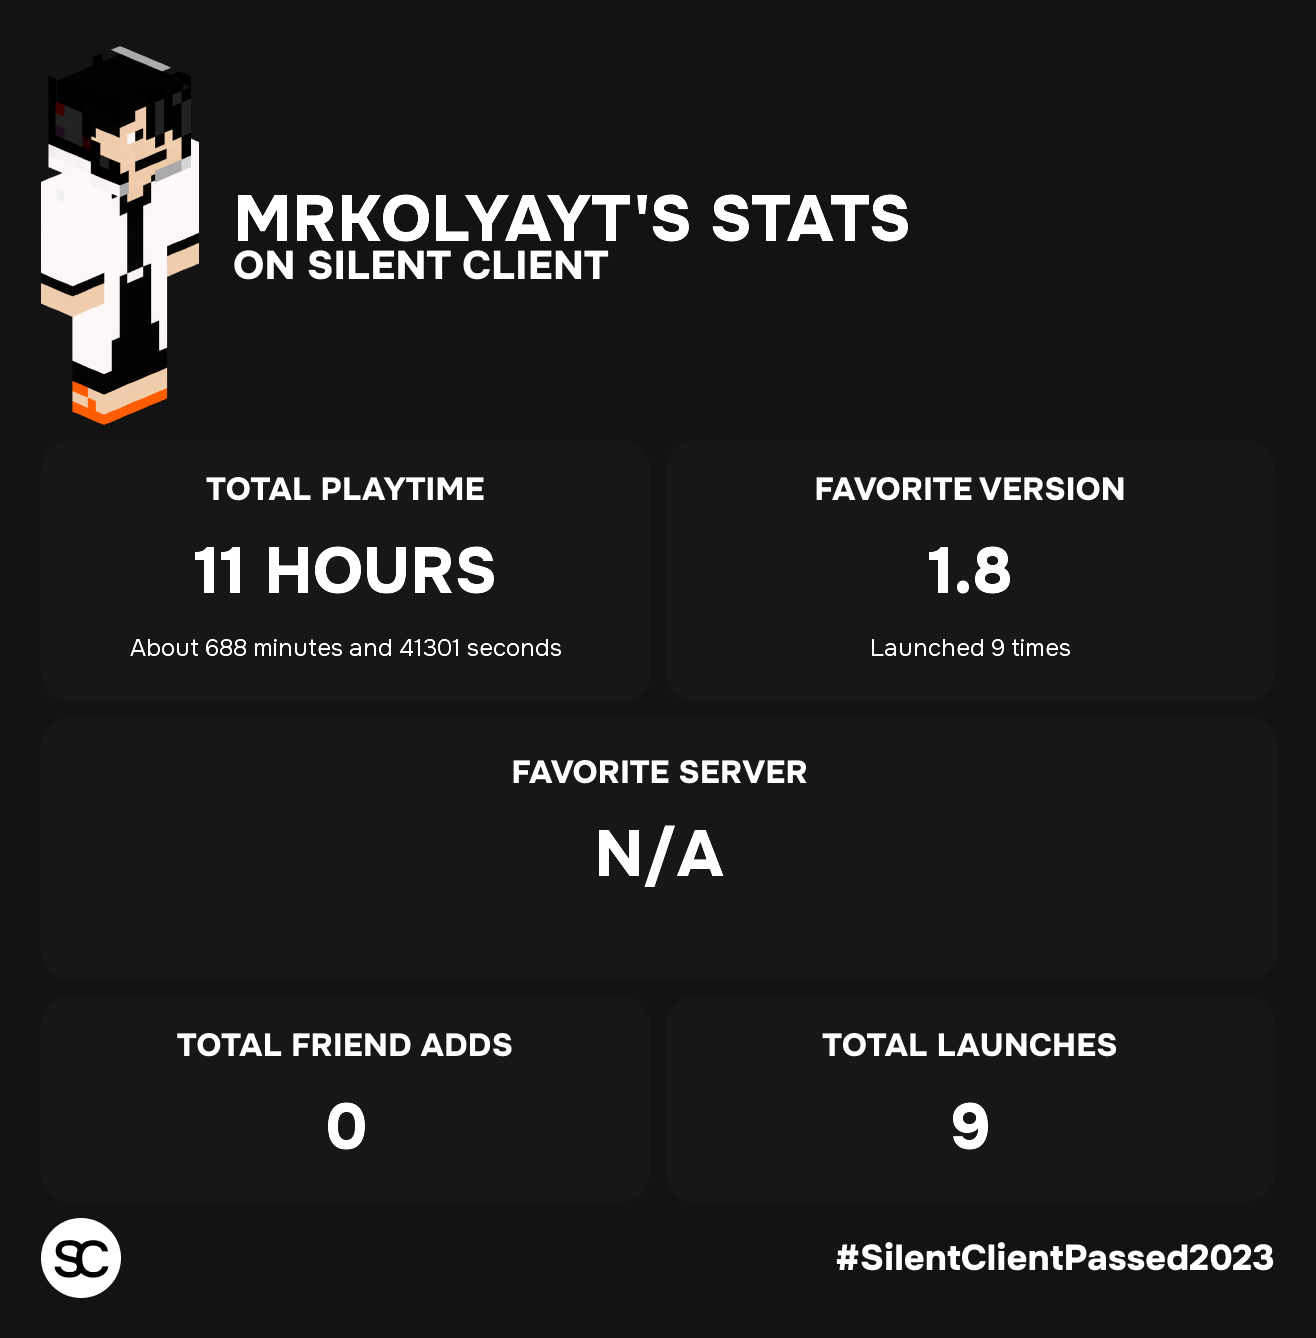 MRKOLYAYT'S STATS
ON SILENT CLIENT
TOTAL PLAYTIME
11 HOURS
About 688 minutes and 41301 seconds
FAVORITE VERSION
1.8
Launched 9 times
FAVORITE SERVER
N/A
TOTAL FRIEND ADDS
0
TOTAL LAUNCHES
9
SC
#SilentClientPassed2023